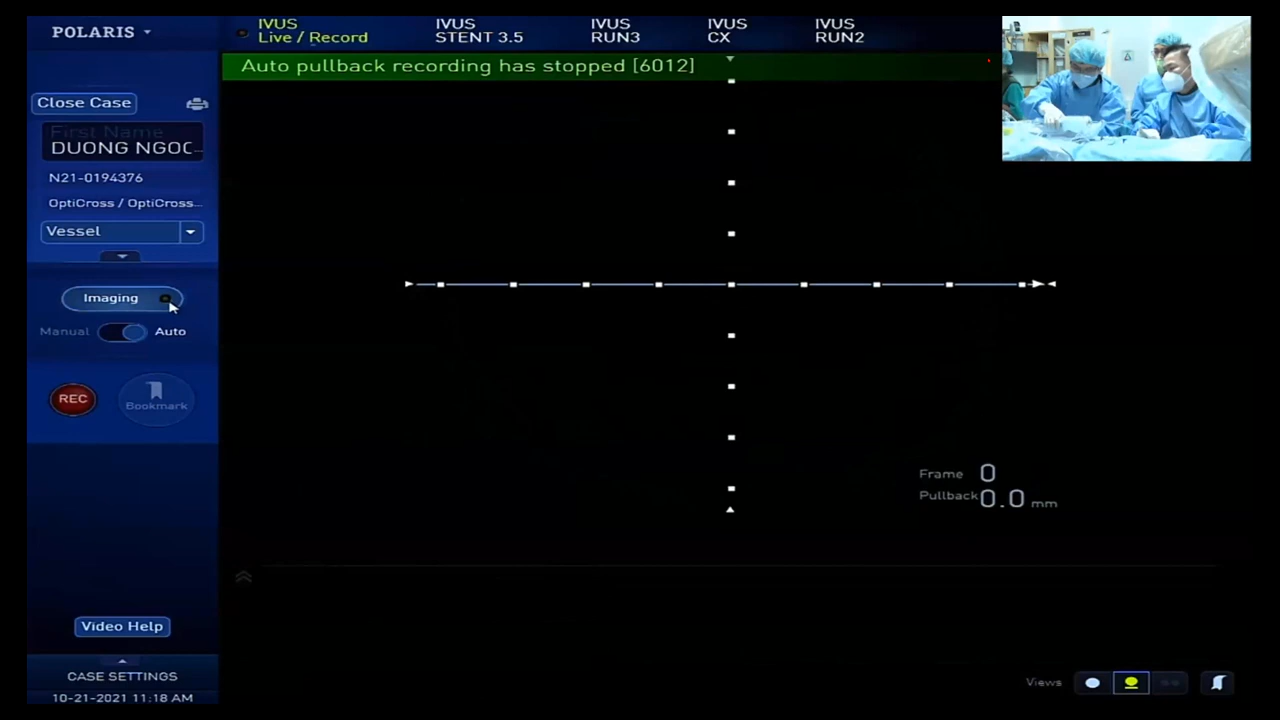 POLARIS
IVUS
Live / Record
IVUS
STENT 3.5
IVUS
RUN3
IVUS
CX
IVUS
RUN2
Auto pullback recording has stopped [6012]
Close Case
First Name
DUONG NGOC
N21-0194376
OptiCross / OptiCross...
Vessel
Imaging
Manual
Auto
REC
Bookmark
Frame 0
Pullback 0.0 mm
Video Help
CASE SETTINGS
10-21-2021 11:18 AM
Views